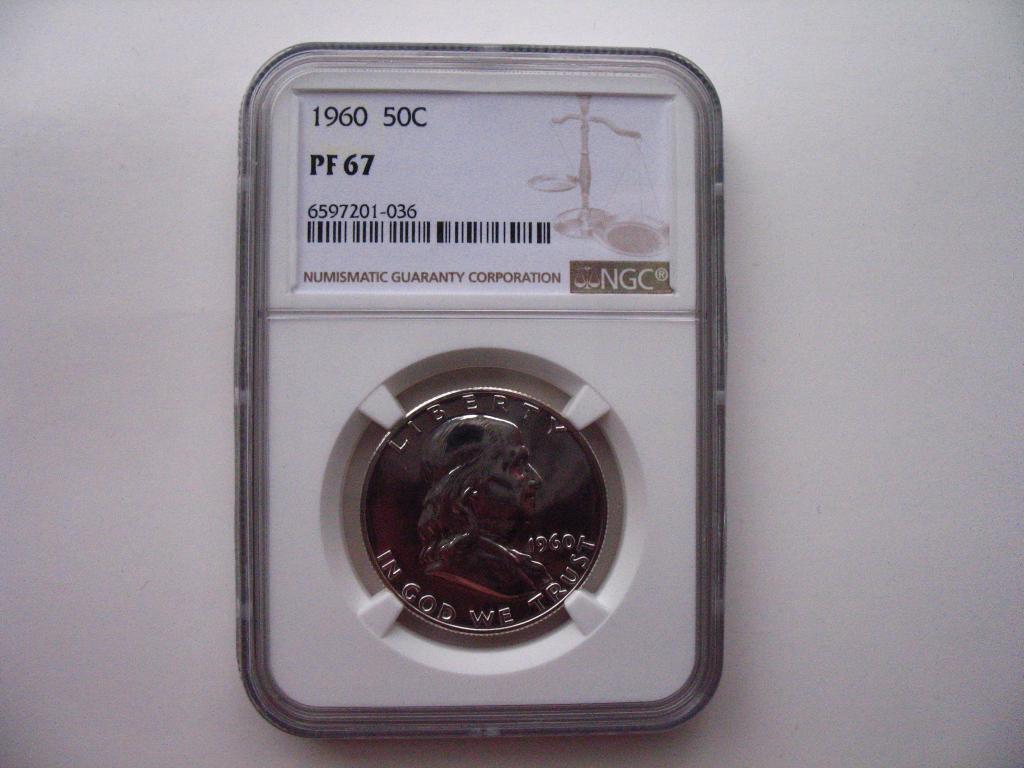 1960 50C
PF 67
6597201-036
NUMISMATIC GUARANTY CORPORATION NGC®
LIBERTY
1960
IN GOD WE TRUST